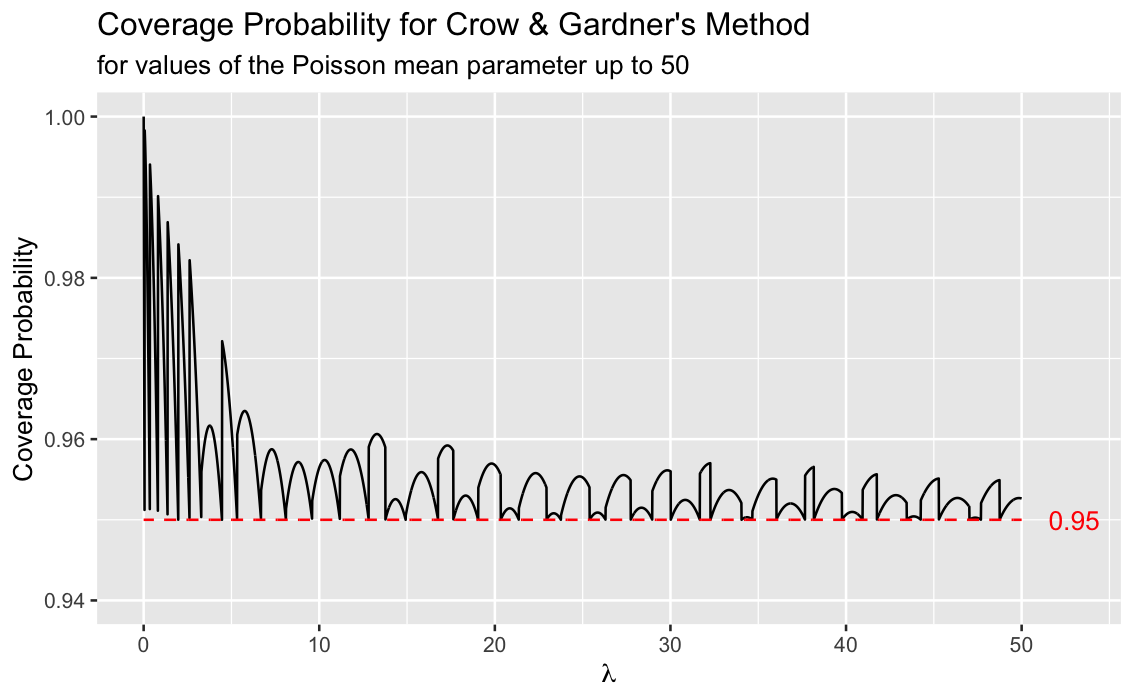 Coverage Probability for Crow & Gardner's Method
for values of the Poisson mean parameter up to 50
Coverage Probability
1.00
0.98
0.96
0.94
0.95
0
10
20
30
40
50
λ